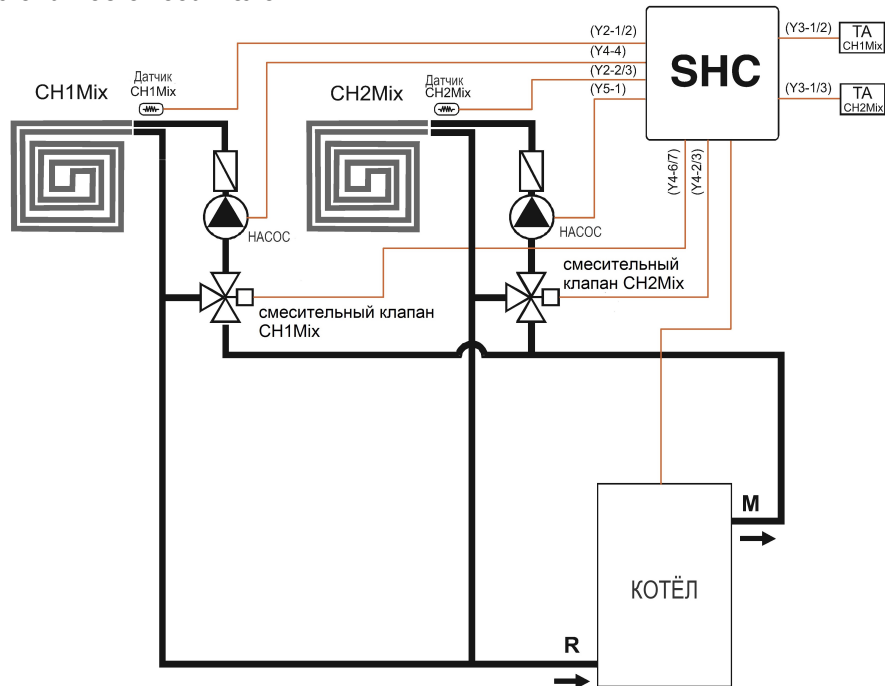 (Y2-1/2)
(Y4-4)
(Y2-2/3)
(Y5-1)
SHC
(Y3-1/2)
TA
CH1Mix
(Y3-1/3)
TA
CH2Mix
Датчик
CH1Mix
CH1Mix
Датчик
CH2Mix
CH2Mix
(Y4-6/7)
(Y4-2/3)
НАСОС
НАСОС
смесительный клапан
CH1Mix
смесительный
клапан CH2Mix
M
КОТЁЛ
R